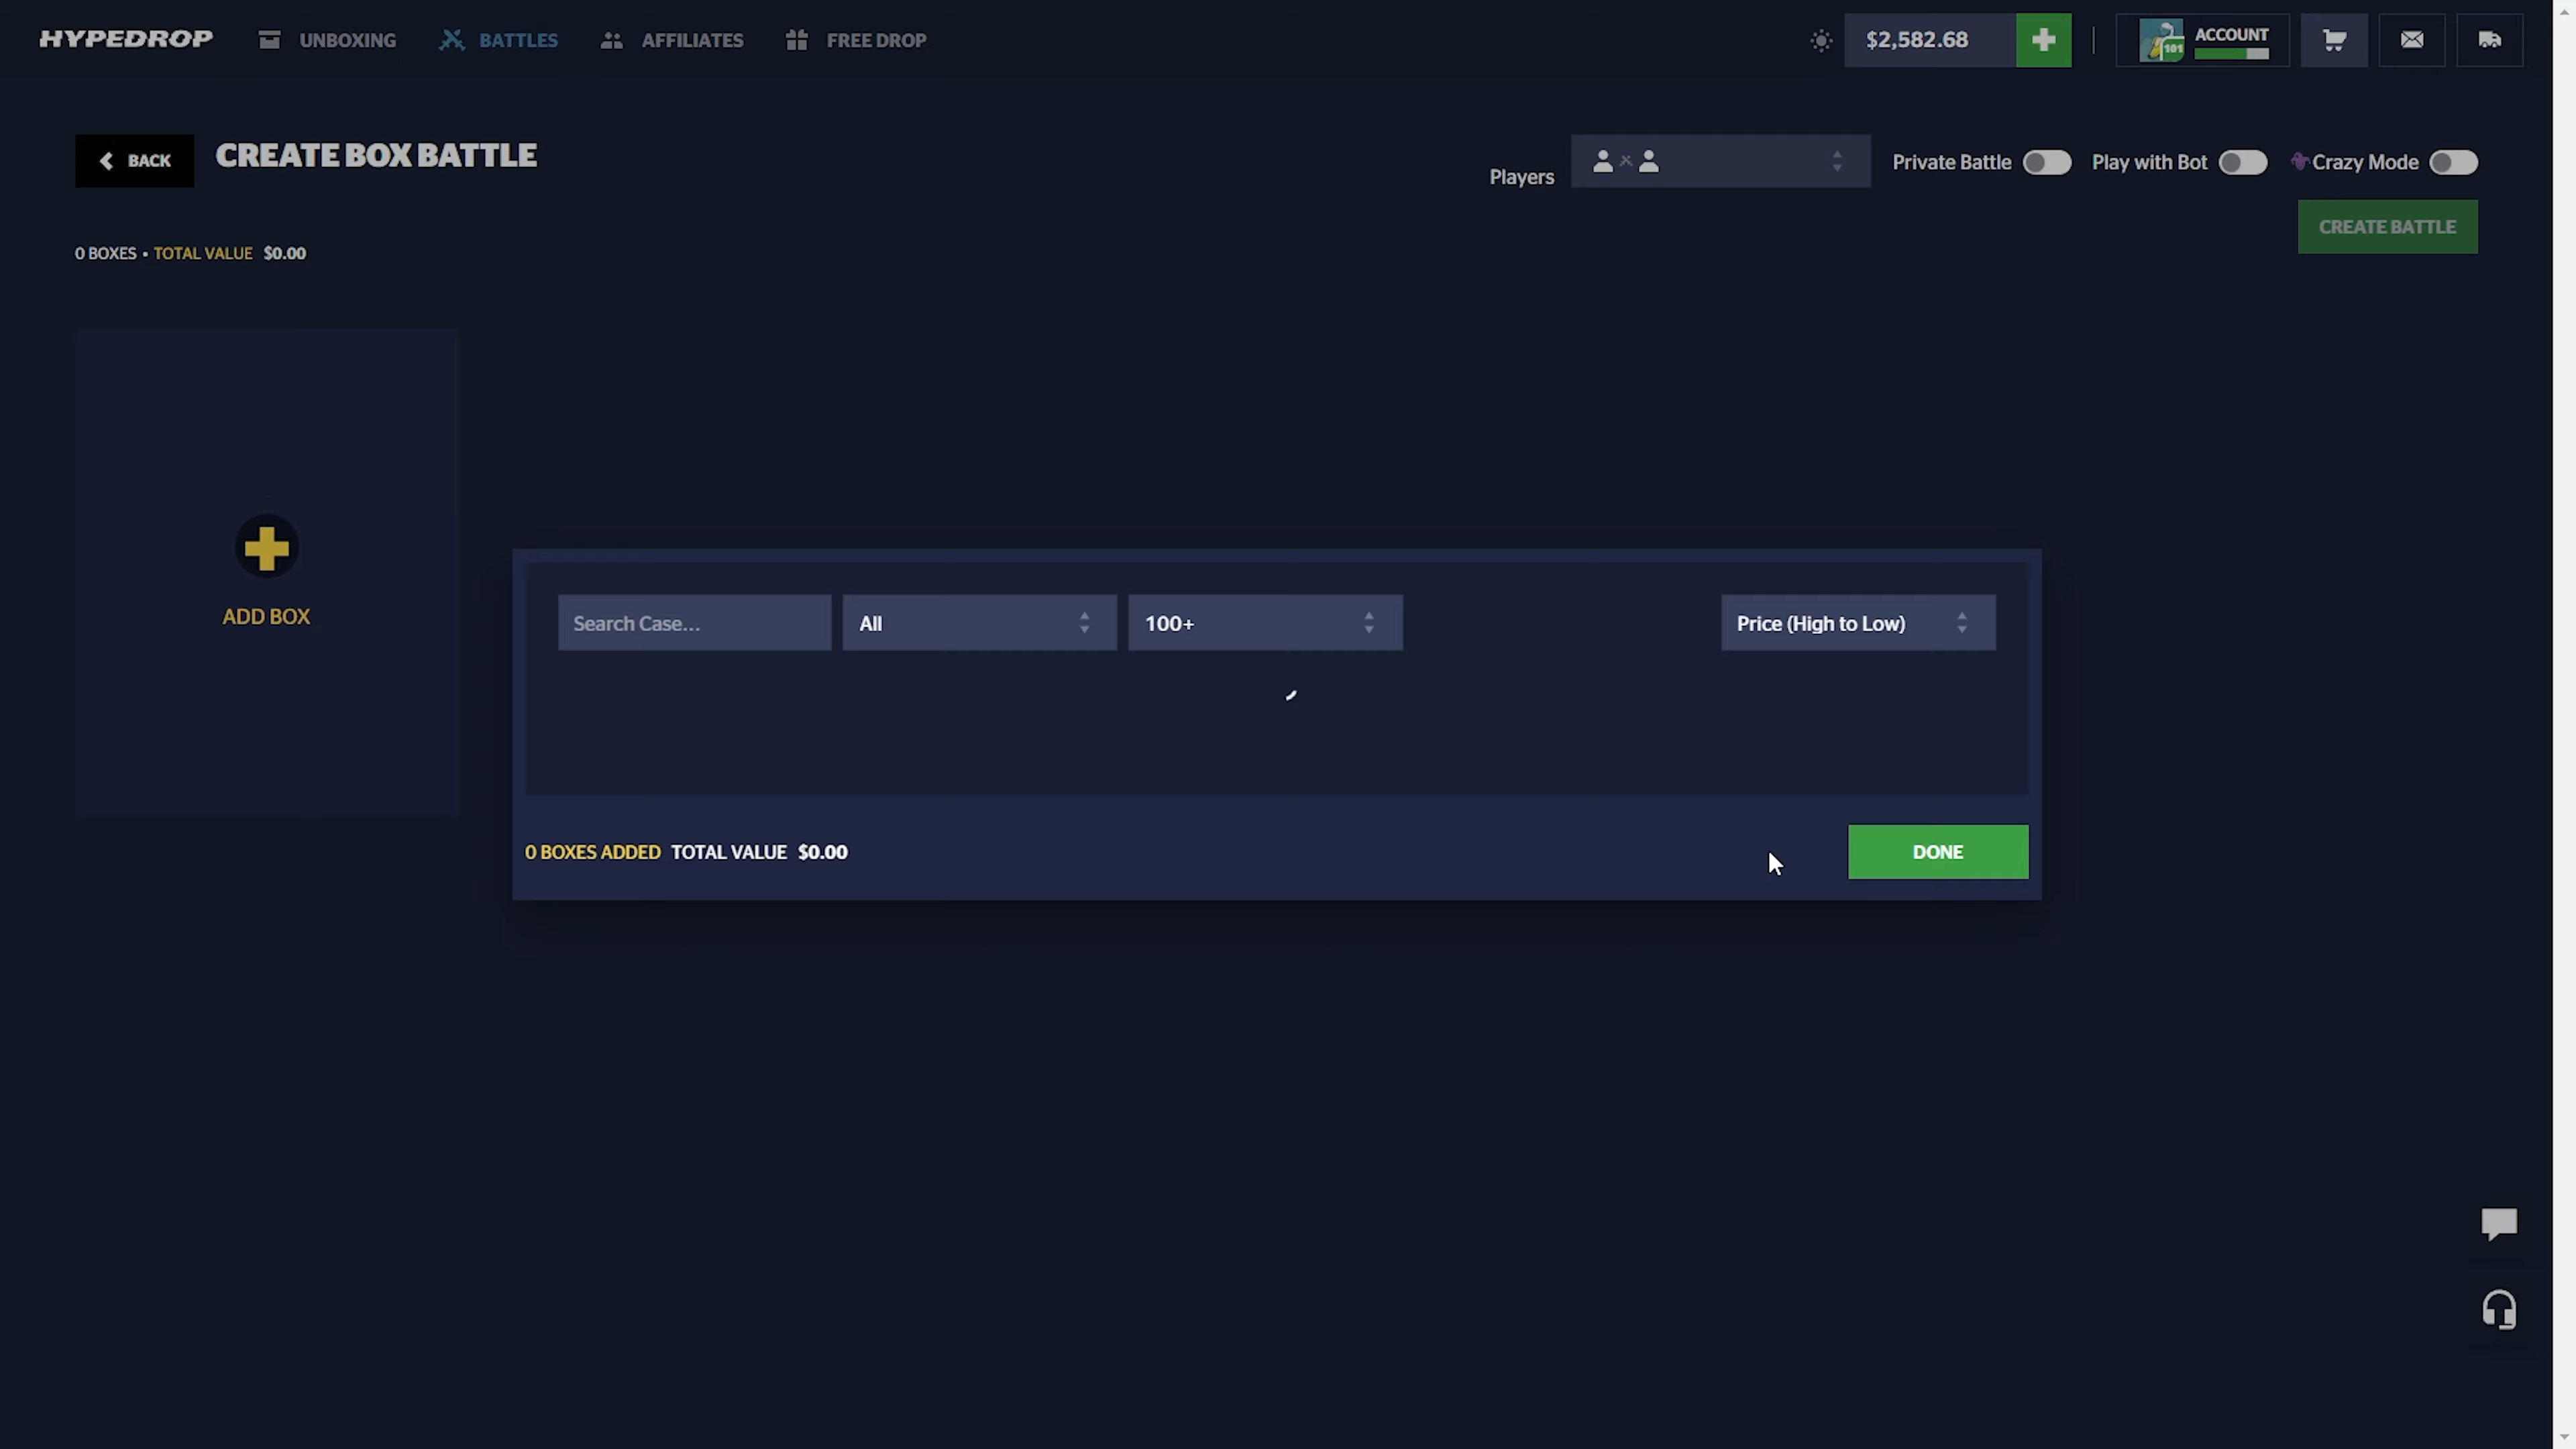 HYPEDROP UNBOXING BATTLES AFFILIATES FREE DROP $2,582.68 101 ACCOUNT
BACK CREATE BOX BATTLE Players Private Battle Play with Bot Crazy Mode
CREATE BATTLE
0 BOXES • TOTAL VALUE $0.00
ADD BOX
Search Case... All 100+ Price (High to Low)
0 BOXES ADDED TOTAL VALUE $0.00 DONE